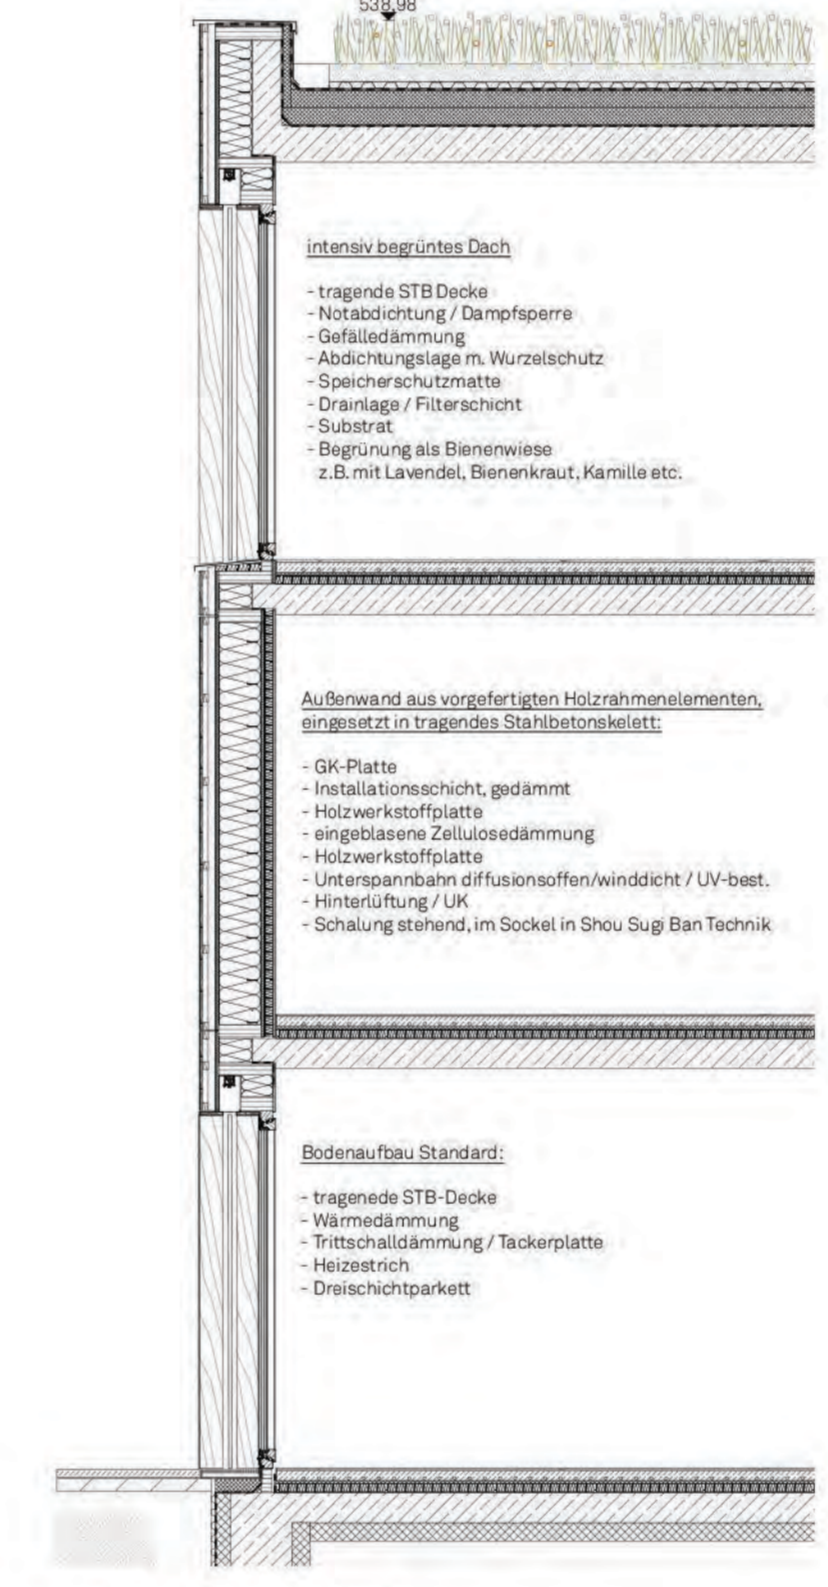 538,98
intensiv begrüntes Dach
- tragende STB Decke
- Notabdichtung / Dampfsperre
- Gefälledämmung
- Abdichtungslage m. Wurzelschutz
- Speicherschutzmatte
- Drainlage / Filterschicht
- Substrat
- Begrünung als Bienenwiese
z.B. mit Lavendel, Bienenkraut, Kamille etc.
Außenwand aus vorgefertigten Holzrahmenelementen,
eingesetzt in tragendes Stahlbetonskelett:
- GK-Platte
- Installationsschicht, gedämmt
- Holzwerkstoffplatte
- eingeblasene Zellulosedämmung
- Holzwerkstoffplatte
- Unterspannbahn diffusionsoffen/winddicht / UV-best.
- Hinterlüftung / UK
- Schalung stehend, im Sockel in Shou Sugi Ban Technik
Bodenaufbau Standard:
- tragenede STB-Decke
- Wärmedämmung
- Trittschalldämmung / Tackerplatte
- Heizestrich
- Dreischichtparkett